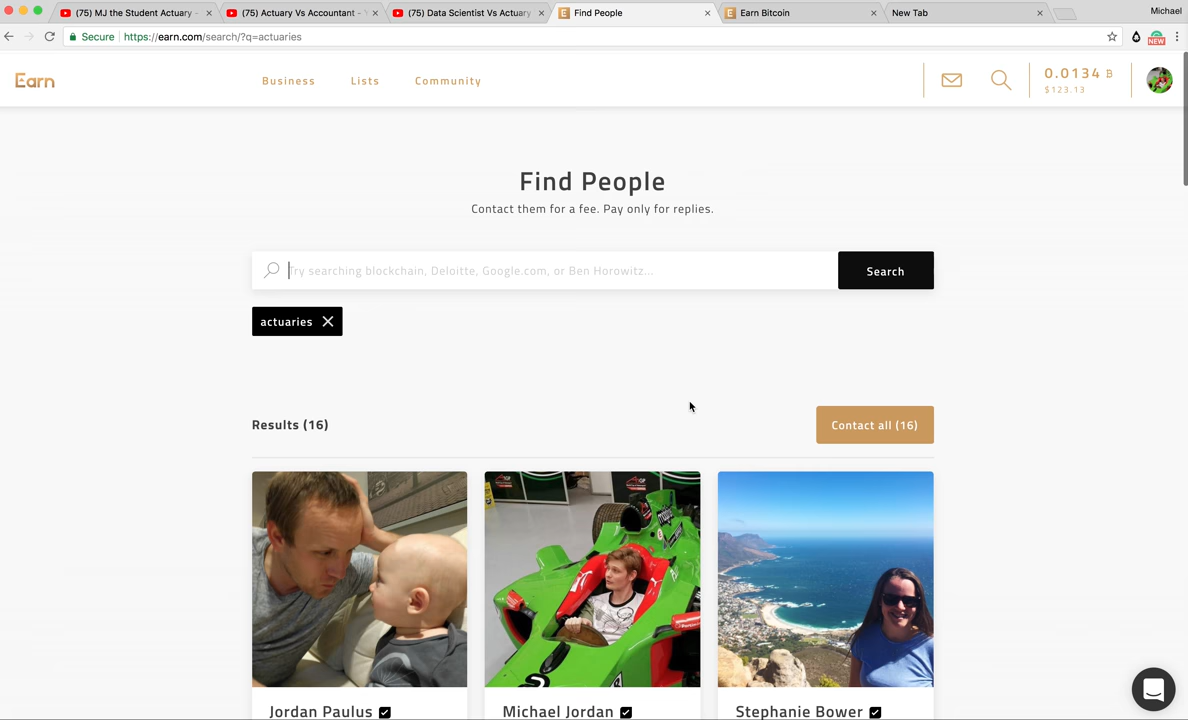 (75) MJ the Student Actuary -
(75) Actuary Vs Accountant -
(75) Data Scientist Vs Actuary
Find People
Earn Bitcoin
New Tab
Michael
Secure https://earn.com/search/?q=actuaries
NEW
Earn
Business
Lists
Community
0.0134
$123.13
Find People
Contact them for a fee. Pay only for replies.
Try searching blockchain, Deloitte, Google.com, or Ben Horowitz...
Search
actuaries
Results (16)
Contact all (16)
Jordan Paulus
Michael Jordan
Stephanie Bower